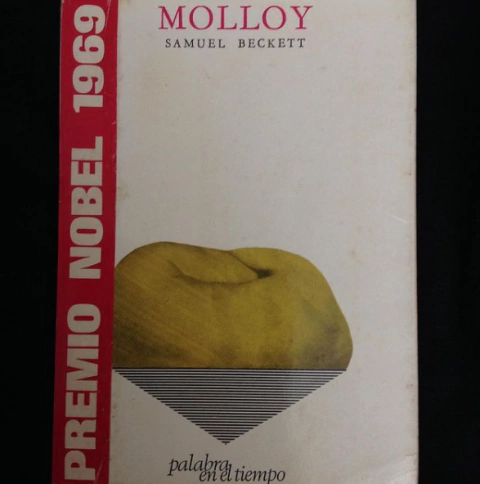 MOLLOY
SAMUEL BECKETT
PREMIO NOBEL 1969
palabra
en el tiempo